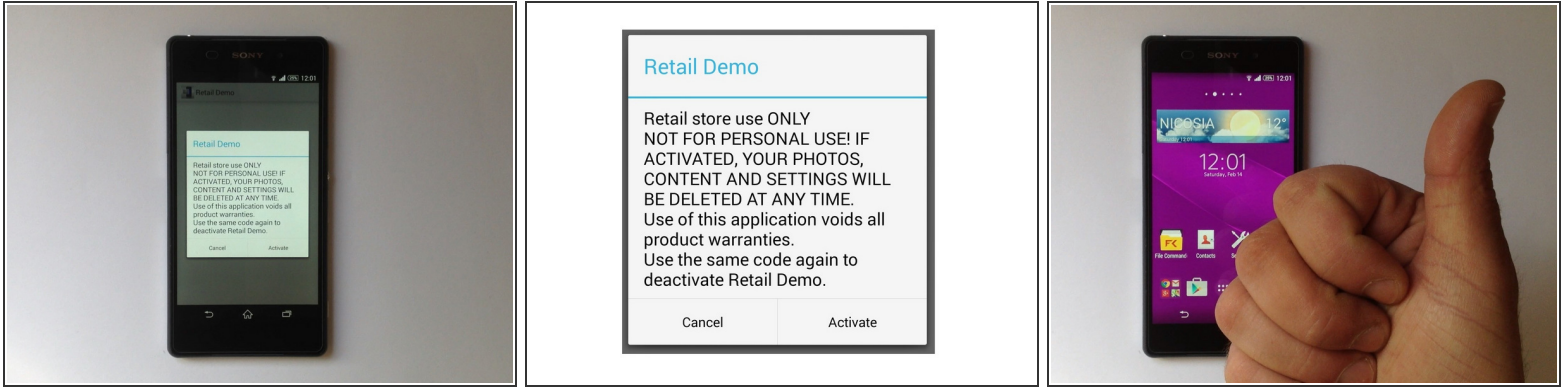 SONY
12:01
Retail Demo
Retail Demo
Retail store use ONLY
NOT FOR PERSONAL USE! IF
ACTIVATED, YOUR PHOTOS,
CONTENT AND SETTINGS WILL
BE DELETED AT ANY TIME.
Use of this application voids all
product warranties.
Use the same code again to
deactivate Retail Demo.
Cancel Activate
Retail Demo
Retail store use ONLY
NOT FOR PERSONAL USE! IF
ACTIVATED, YOUR PHOTOS,
CONTENT AND SETTINGS WILL
BE DELETED AT ANY TIME.
Use of this application voids all
product warranties.
Use the same code again to
deactivate Retail Demo.
Cancel Activate
SONY
12:01
NICOSIA 12°
12:01
Saturday, Feb 14
File Command Contacts